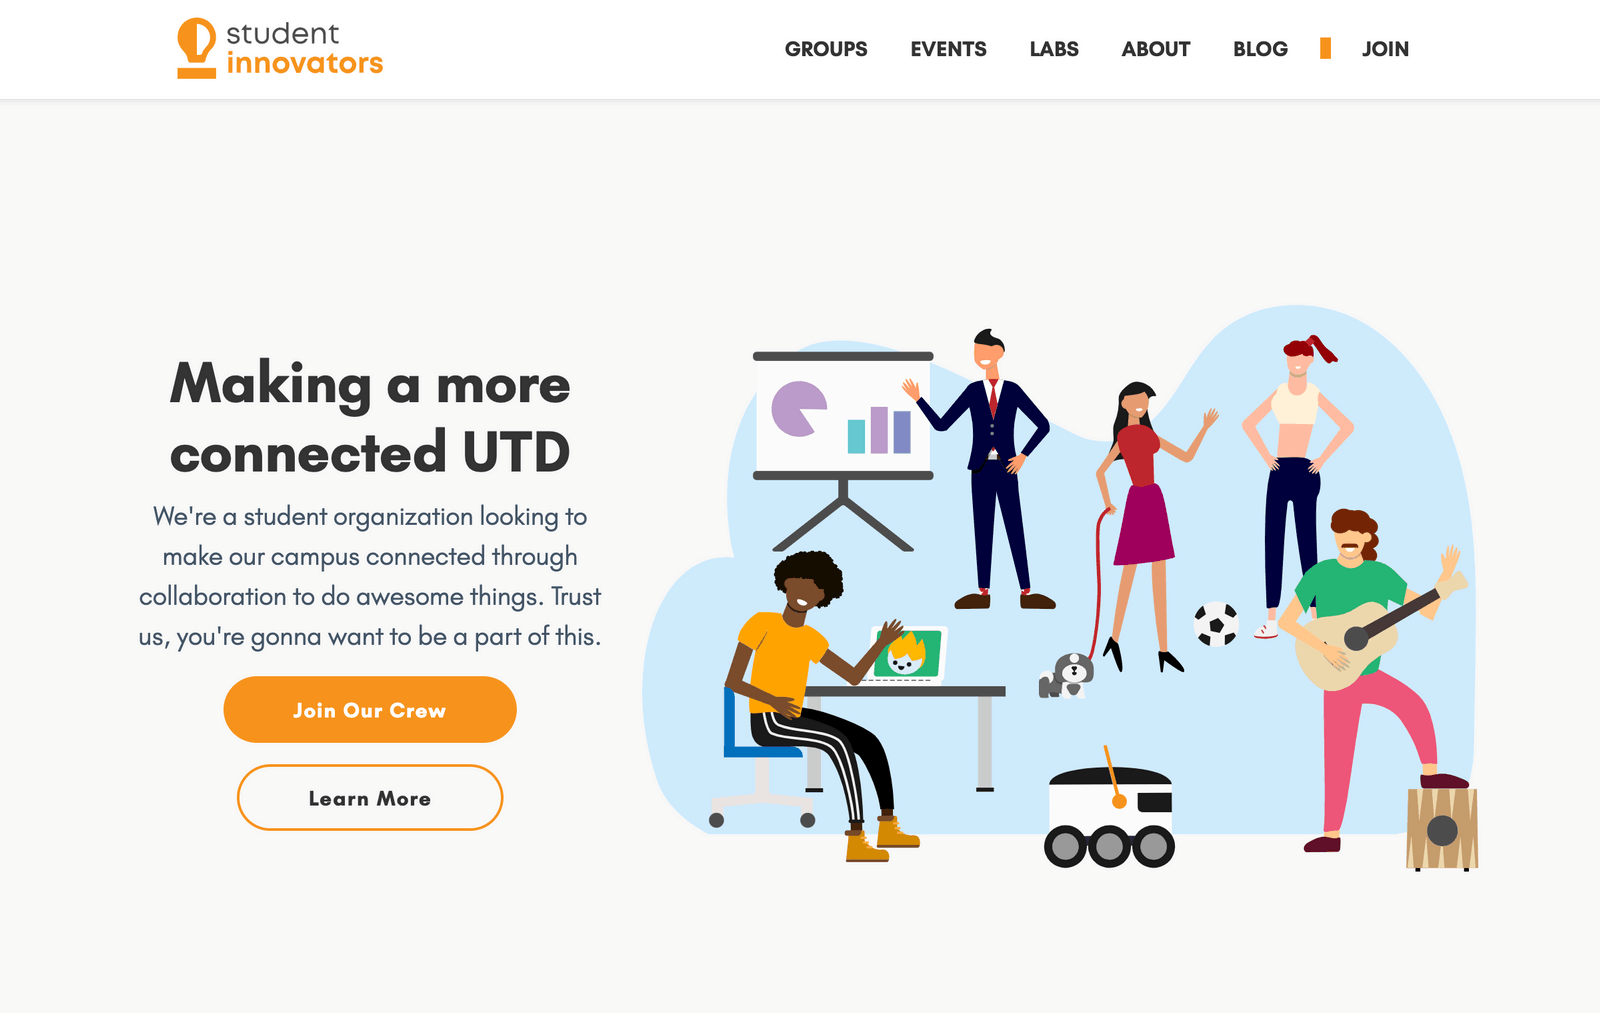 student
innovators
GROUPS EVENTS LABS ABOUT BLOG JOIN
Making a more
connected UTD
We're a student organization looking to
make our campus connected through
collaboration to do awesome things. Trust
us, you're gonna want to be a part of this.
Join Our Crew
Learn More